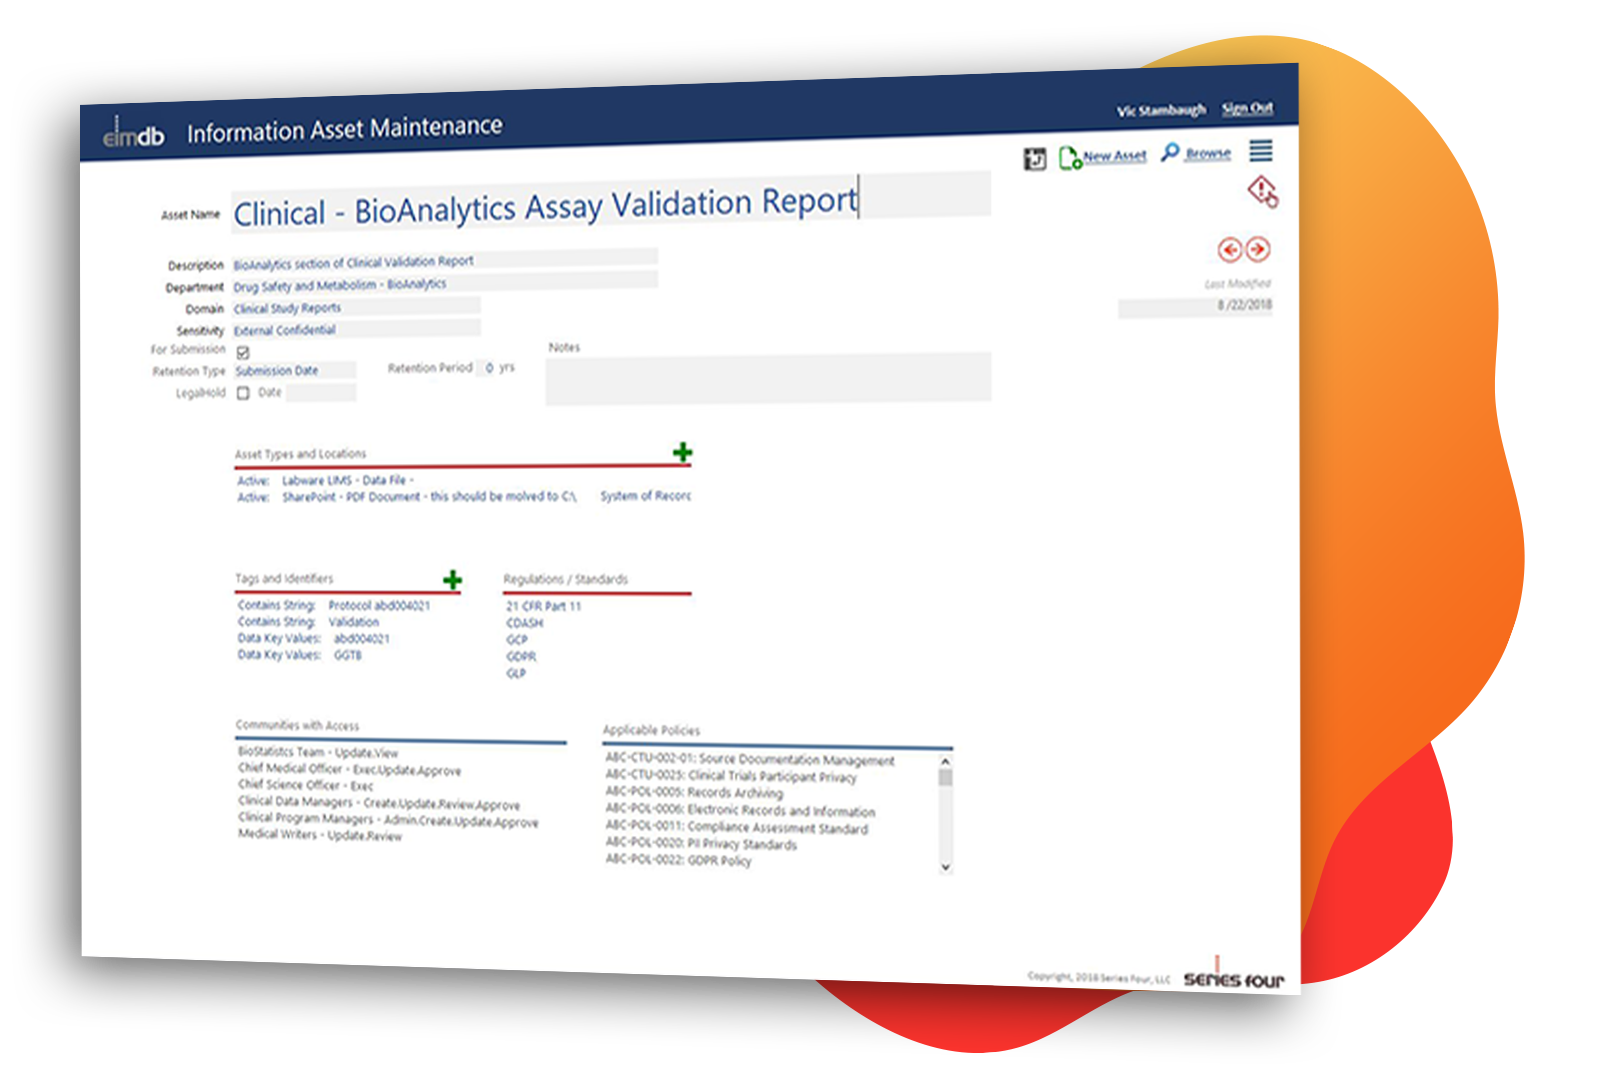 eimdb Information Asset Maintenance
Vic Stambaugh Sign Out
New Asset Browse
Asset Name Clinical - BioAnalytics Assay Validation Report
Description BioAnalytics section of Clinical Validation Report
Department Drug Safety and Metabolism - BioAnalytics
Last Modified
Domain Clinical Study Reports
8/22/2018
Sensitivity External Confidential
For Submission
Notes
Retention Type Submission Date Retention Period 0 yrs
LegalHold Date
Asset Types and Locations
Active: Labware LIMS - Data File -
Active: SharePoint - PDF Document - this should be molved to C:\ System of Recorc
Tags and Identifiers
Contains String: Protocol abd004021
Contains String: Validation
Data Key Values: abd004021
Data Key Values: GGT8
Regulations / Standards
21 CFR Part 11
CDASH
GCP
GDPR
GLP
Communities with Access
BioStatistcs Team - Update.View
Chief Medical Officer - Exec.Update.Approve
Chief Science Officer - Exec
Clinical Data Managers - Create.Update.Review.Approve
Clinical Program Managers - Admin.Create.Update.Approve
Medical Writers - Update.Review
Applicable Policies
ABC-CTU-002-01: Source Documentation Management
ABC-CTU-0025: Clinical Trials Participant Privacy
ABC-POL-0005: Records Archiving
ABC-POL-0006: Electronic Records and Information
ABC-POL-0011: Compliance Assessment Standard
ABC-POL-0020: PII Privacy Standards
ABC-POL-0022: GDPR Policy
Copyright, 2018 Series Four, LLC
series four